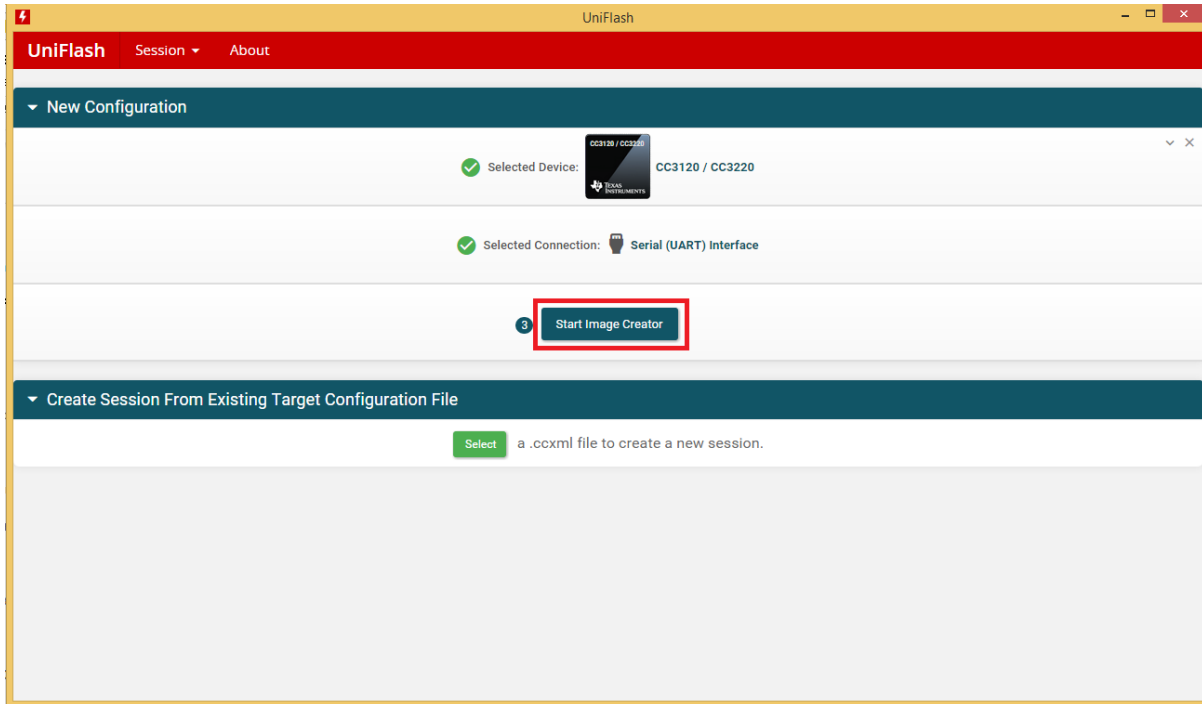 UniFlash
UniFlash Session About
New Configuration
Selected Device: CC3120 / CC3220 TEXAS INSTRUMENTS CC3120 / CC3220
Selected Connection: Serial (UART) Interface
3 Start Image Creator
Create Session From Existing Target Configuration File
Select a .ccxml file to create a new session.